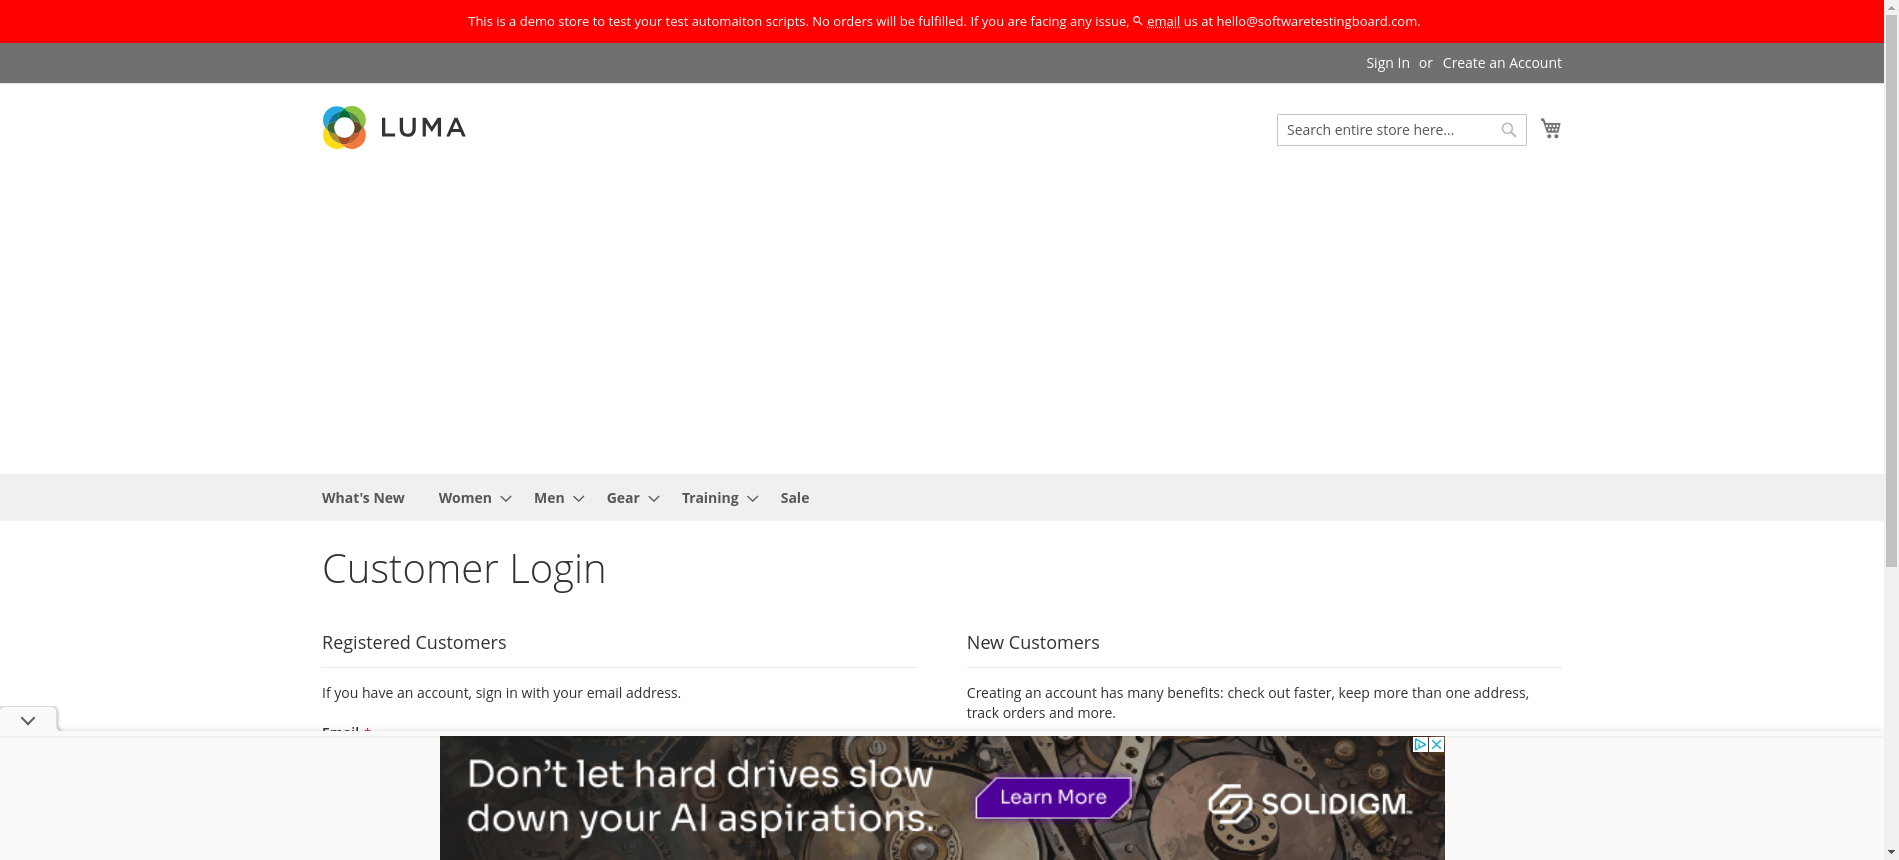 This is a demo store to test your test automaiton scripts. No orders will be fulfilled. If you are facing any issue, email us at hello@softwaretestingboard.com.
Sign In or Create an Account
LUMA
Search entire store here...
What's New Women Men Gear Training Sale
Customer Login
Registered Customers
If you have an account, sign in with your email address.
Email *
New Customers
Creating an account has many benefits: check out faster, keep more than one address,
track orders and more.
Don't let hard drives slow
down your AI aspirations.
Learn More
SOLIDIGM